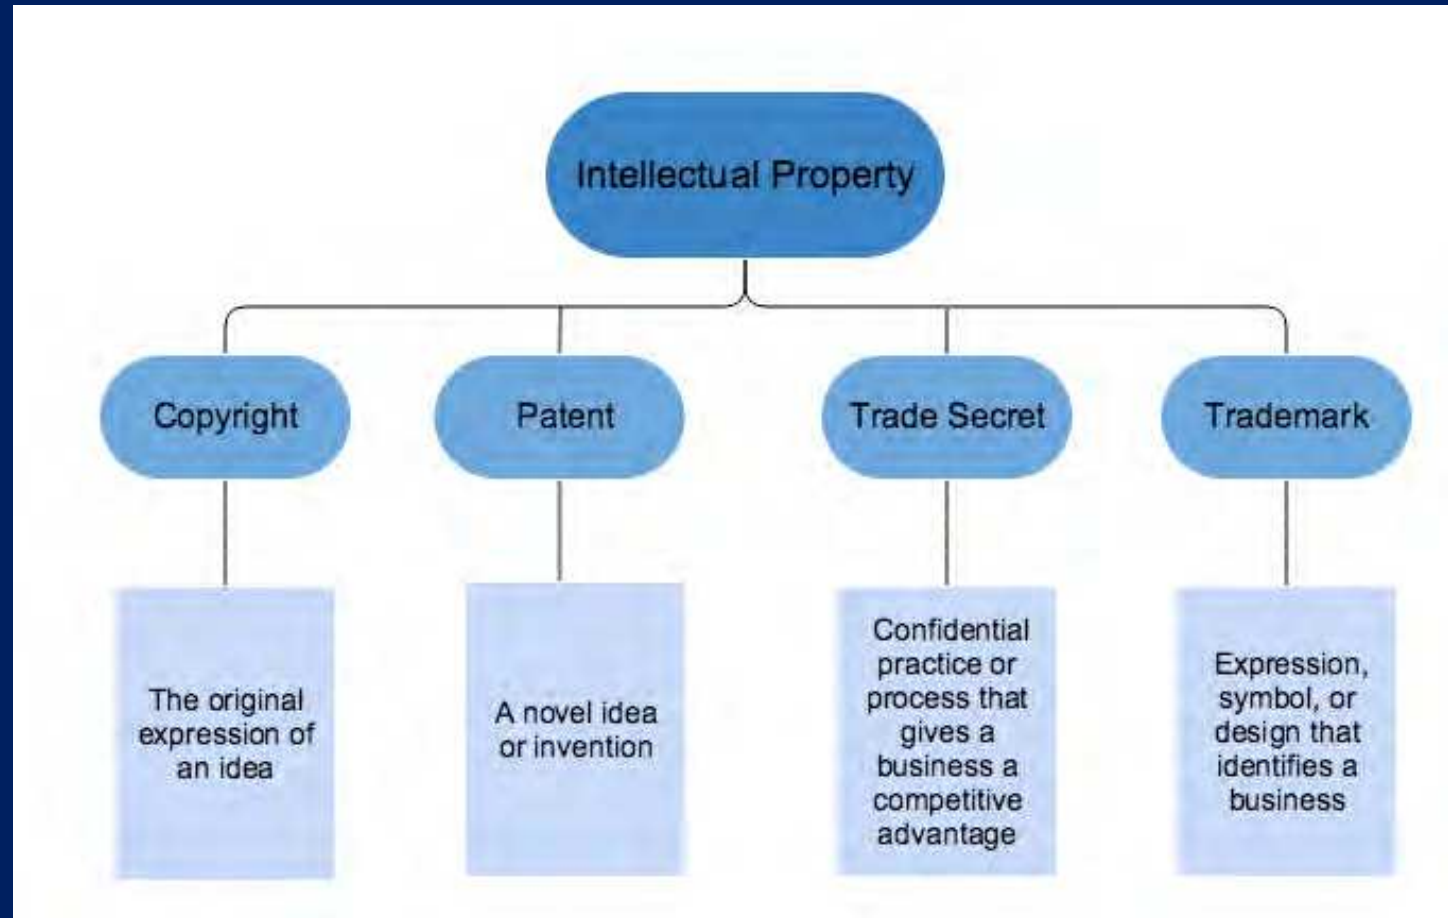 Intellectual Property
Copyright
Patent
Trade Secret
Trademark
The original
expression of
an idea
A novel idea
or invention
Confidential
practice or
process that
gives a
business a
competitive
advantage
Expression,
symbol, or
design that
identifies a
business